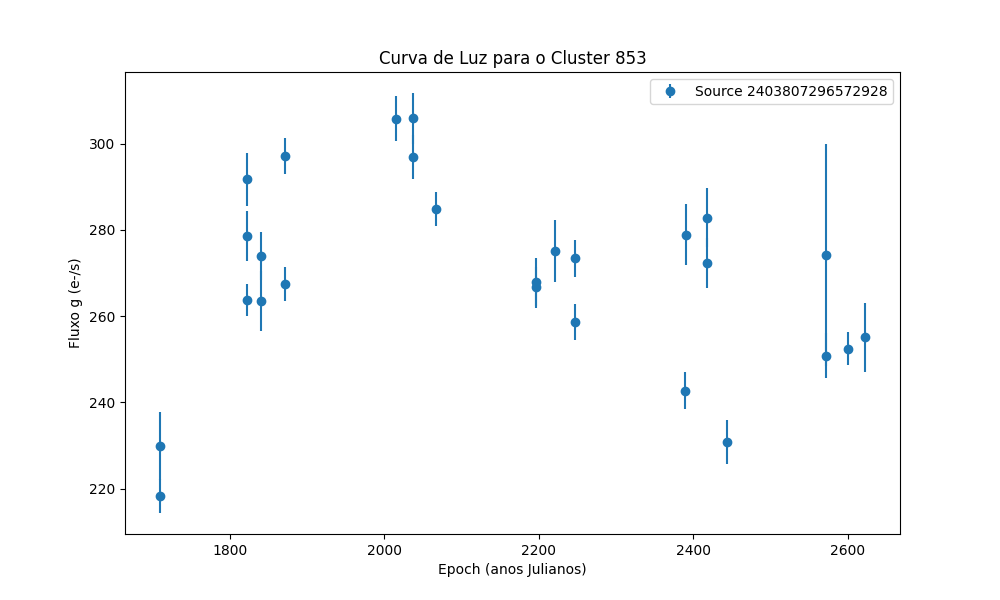 Curva de Luz para o Cluster 853
Source 2403807296572928
Fluxo g (e-/s)
300
280
260
240
220
1800
2000
2200
2400
2600
Epoch (anos Julianos)